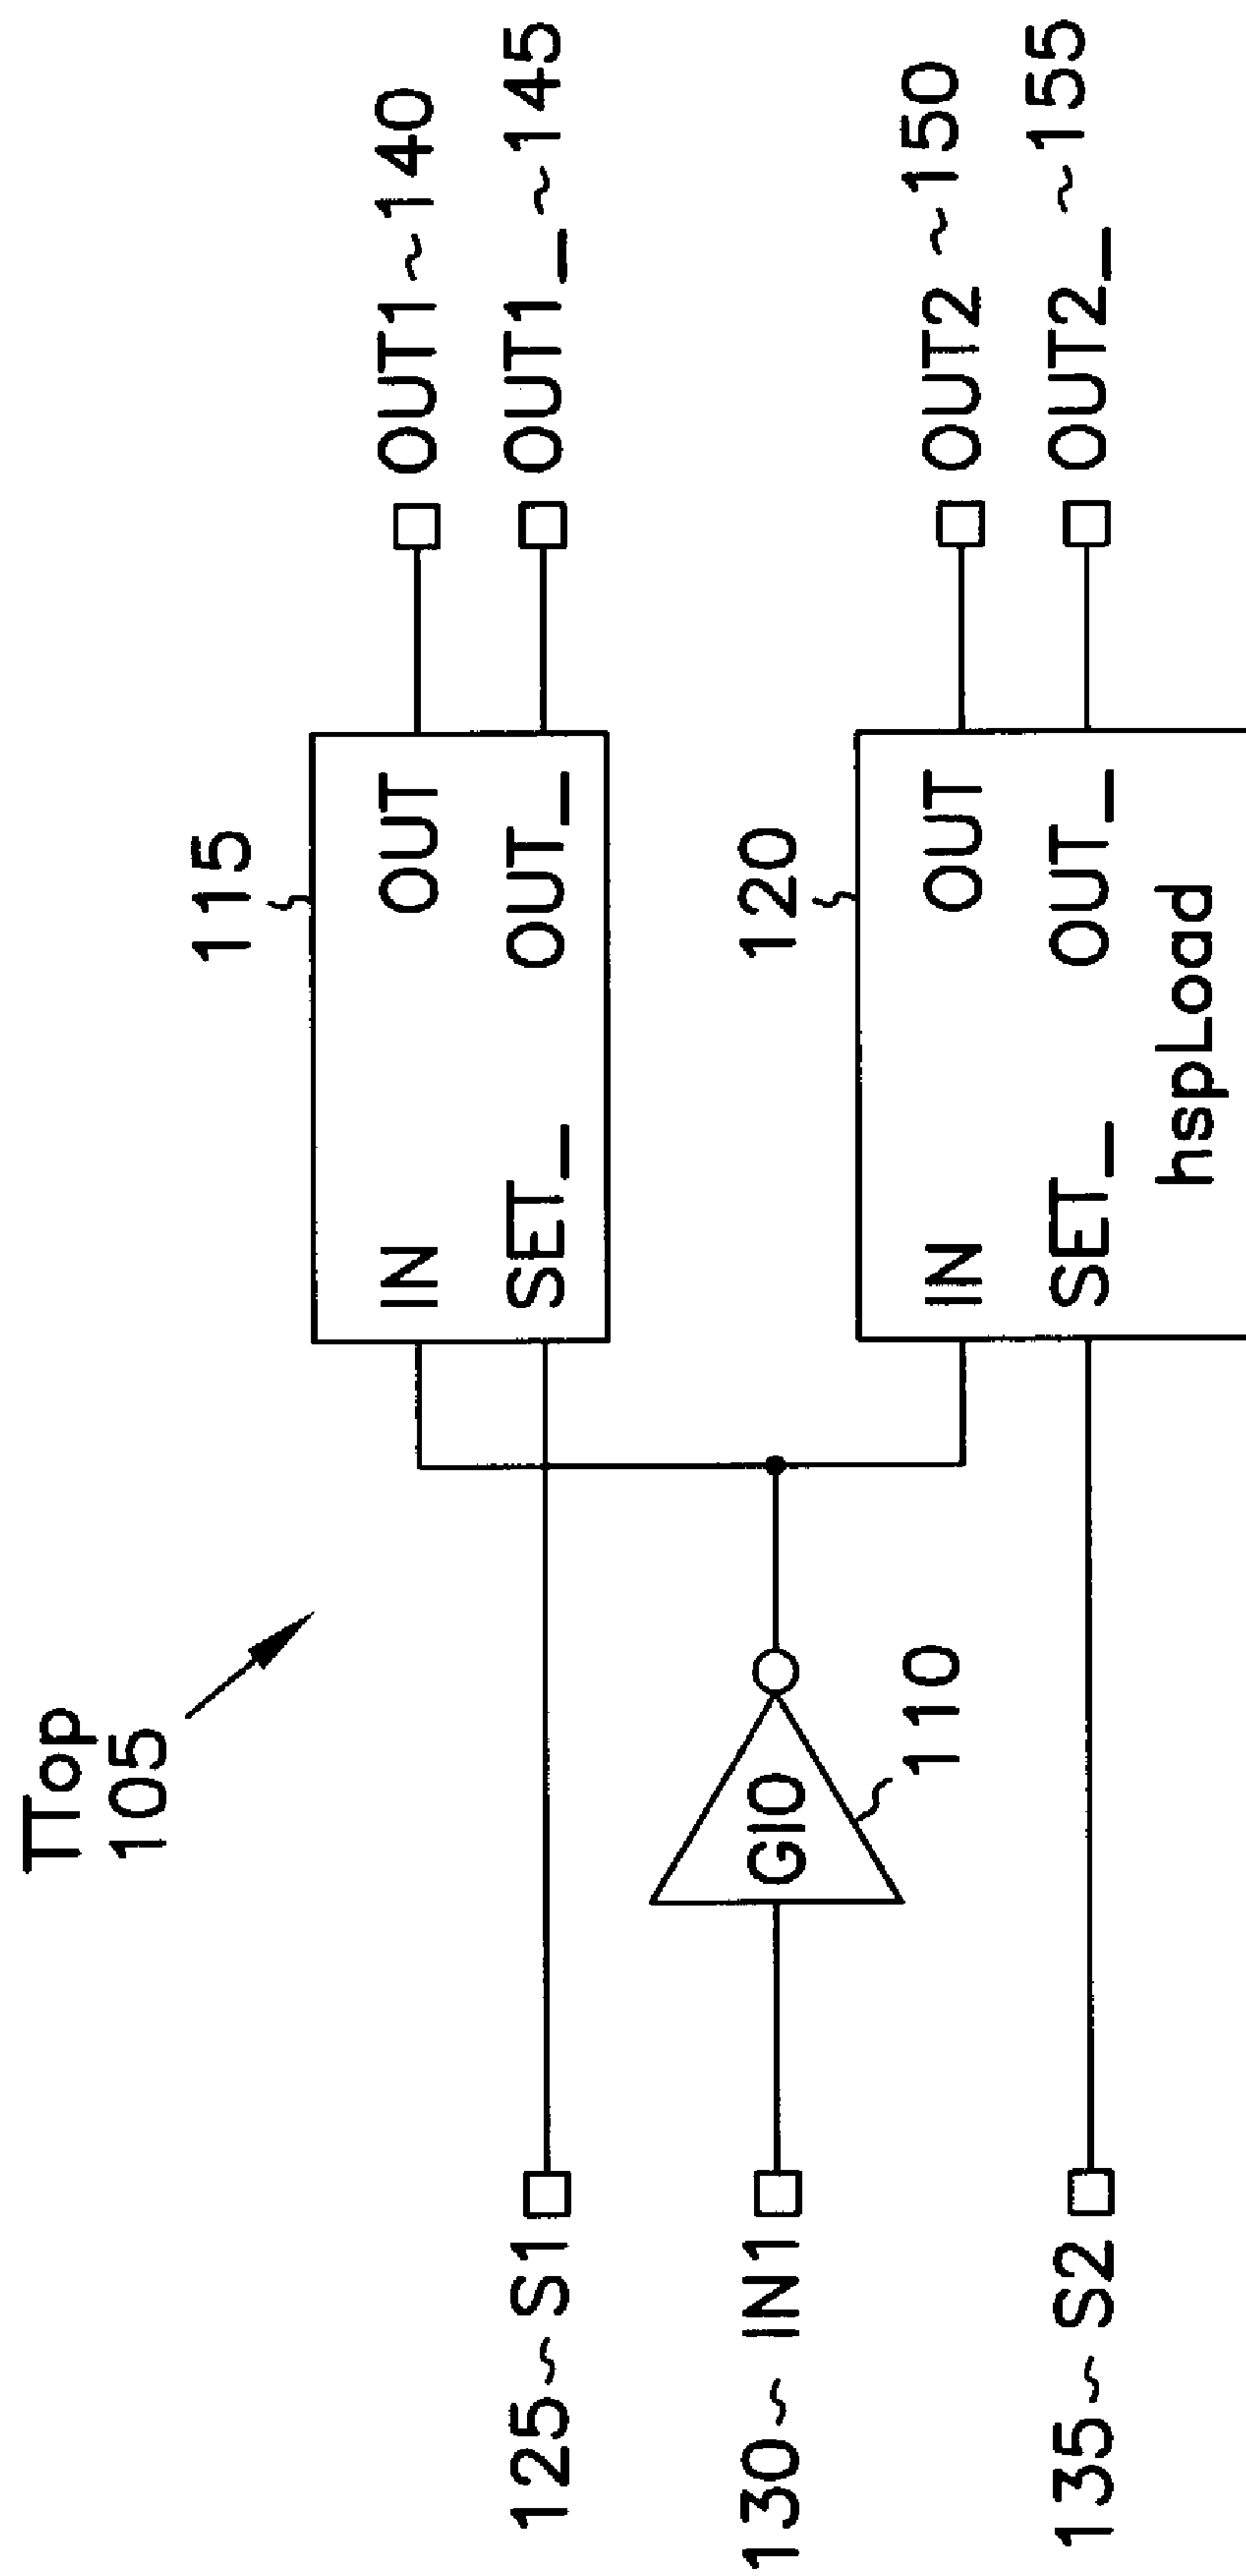 TTop
105
115
IN OUT
SET_ OUT_
OUT1~140
OUT1_~145
125~S1
130~IN1
GIO
110
120
IN OUT
SET_ OUT_
hspLoad
OUT2~150
OUT2_~155
135~S2